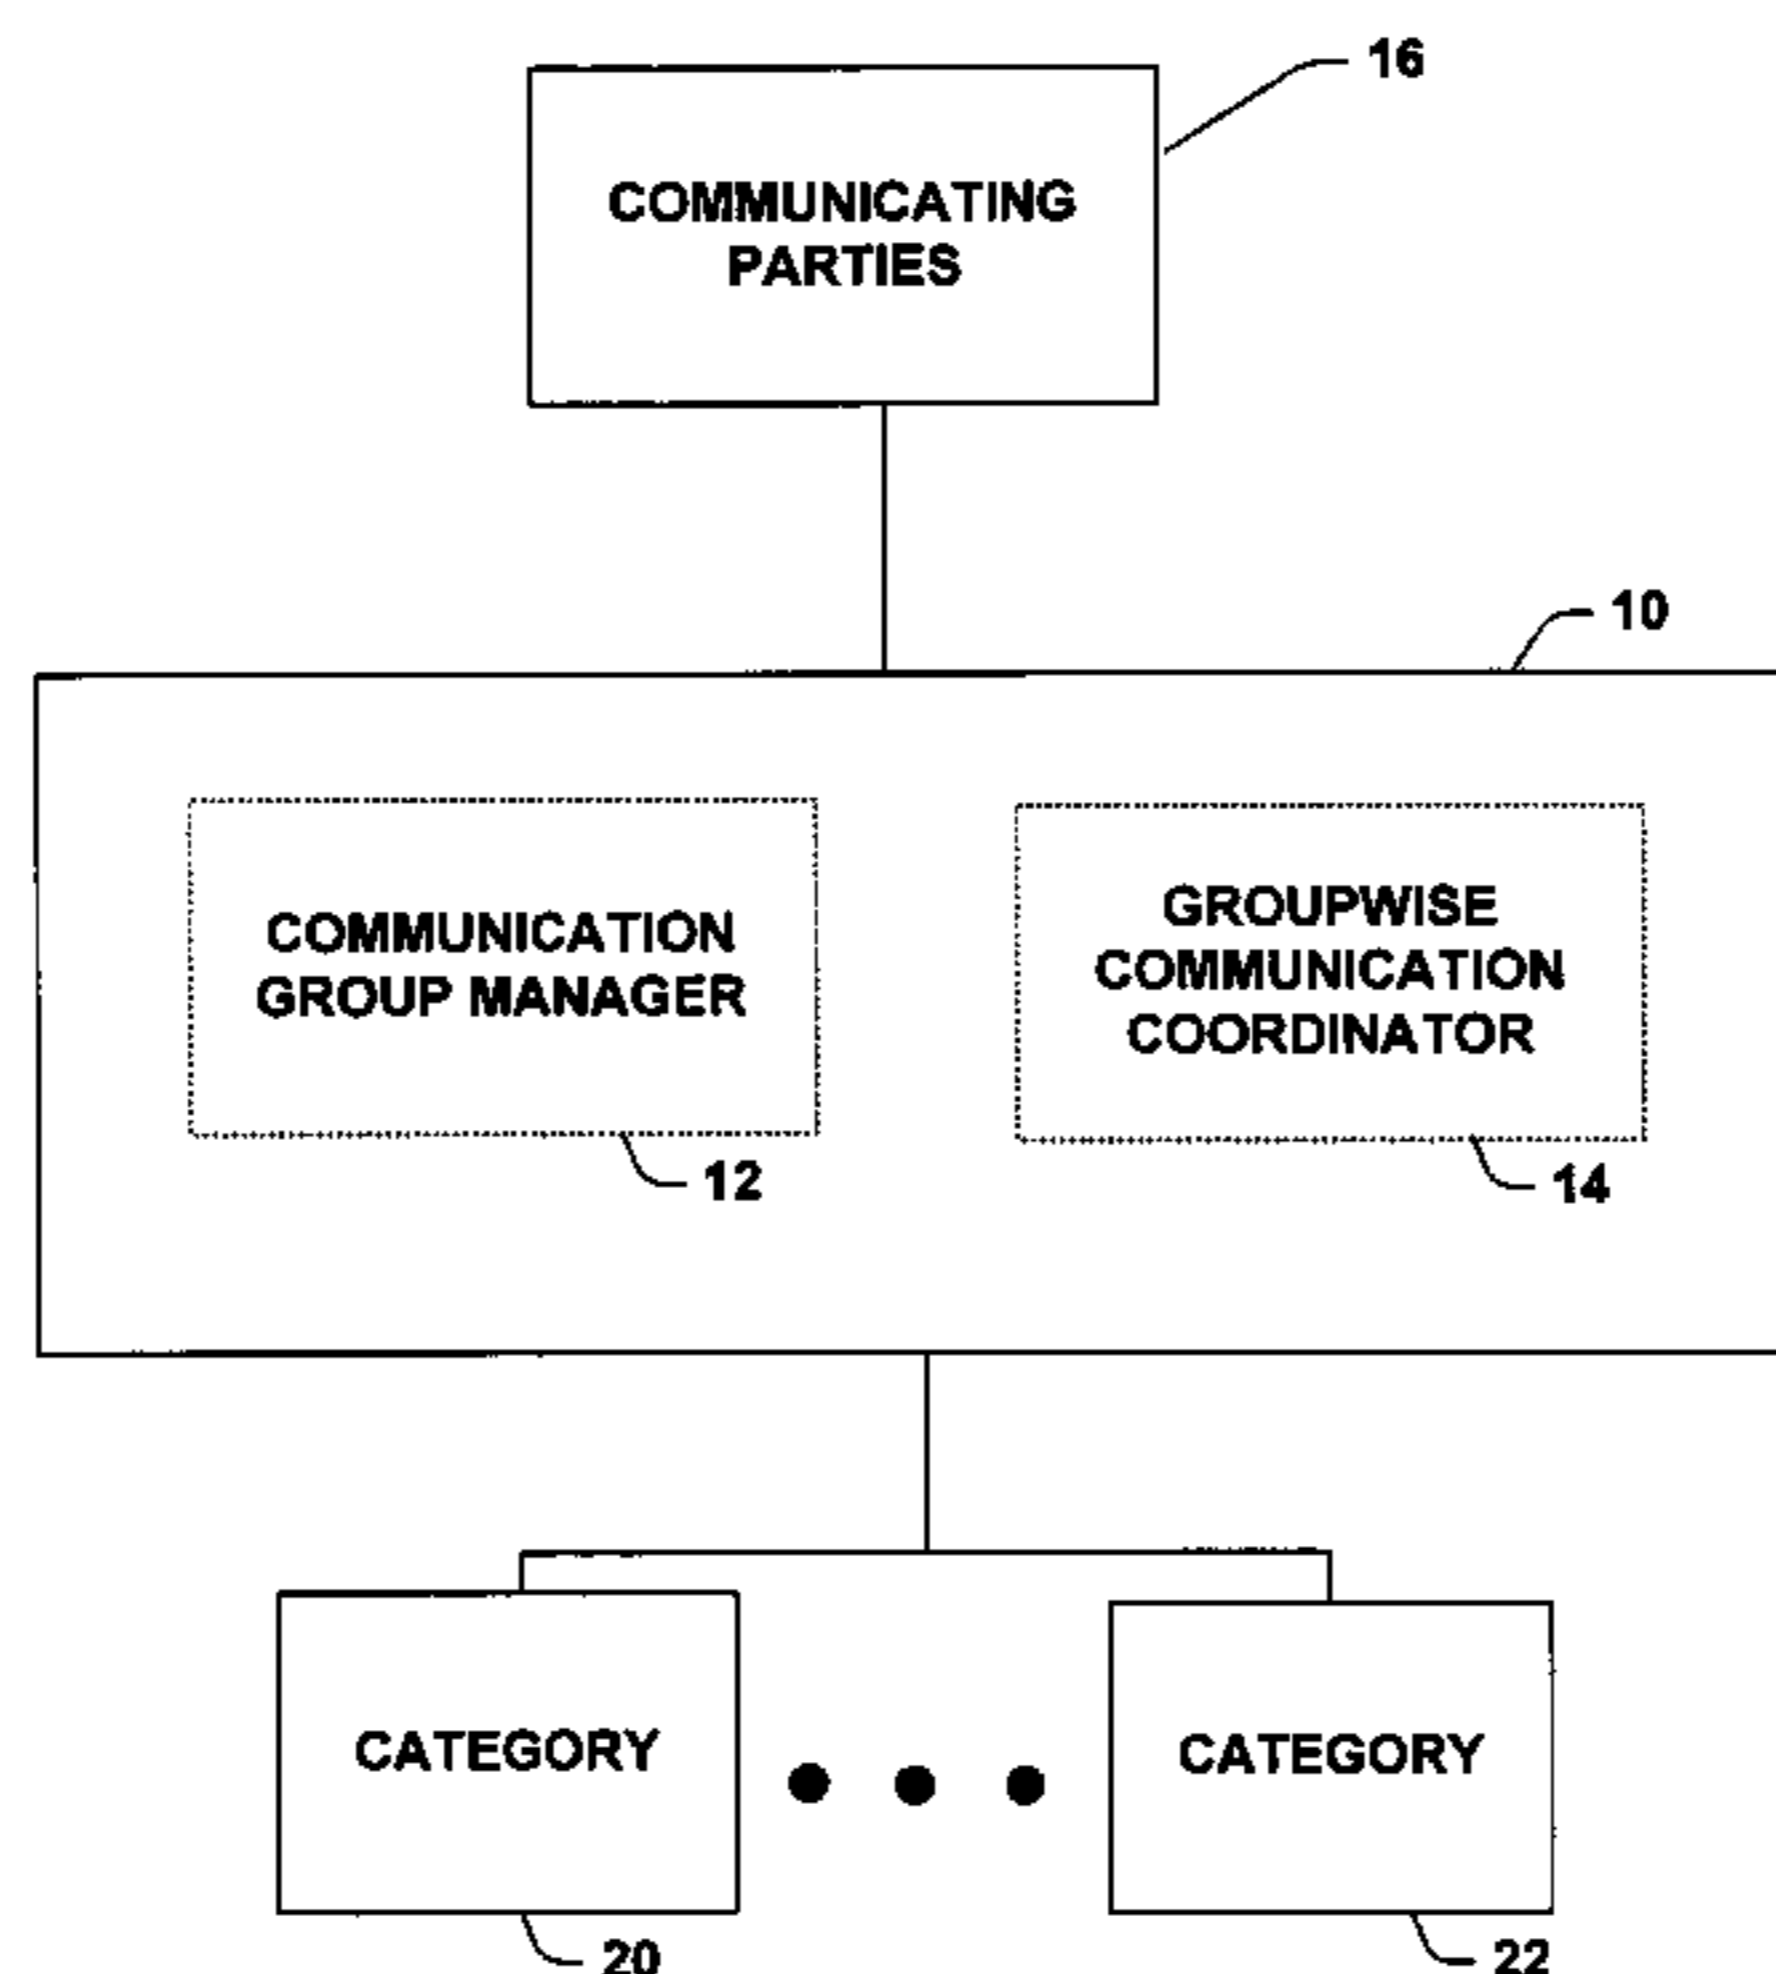 16
COMMUNICATING
PARTIES
10
COMMUNICATION
GROUP MANAGER
12
GROUPWISE
COMMUNICATION
COORDINATOR
14
CATEGORY
20
CATEGORY
22